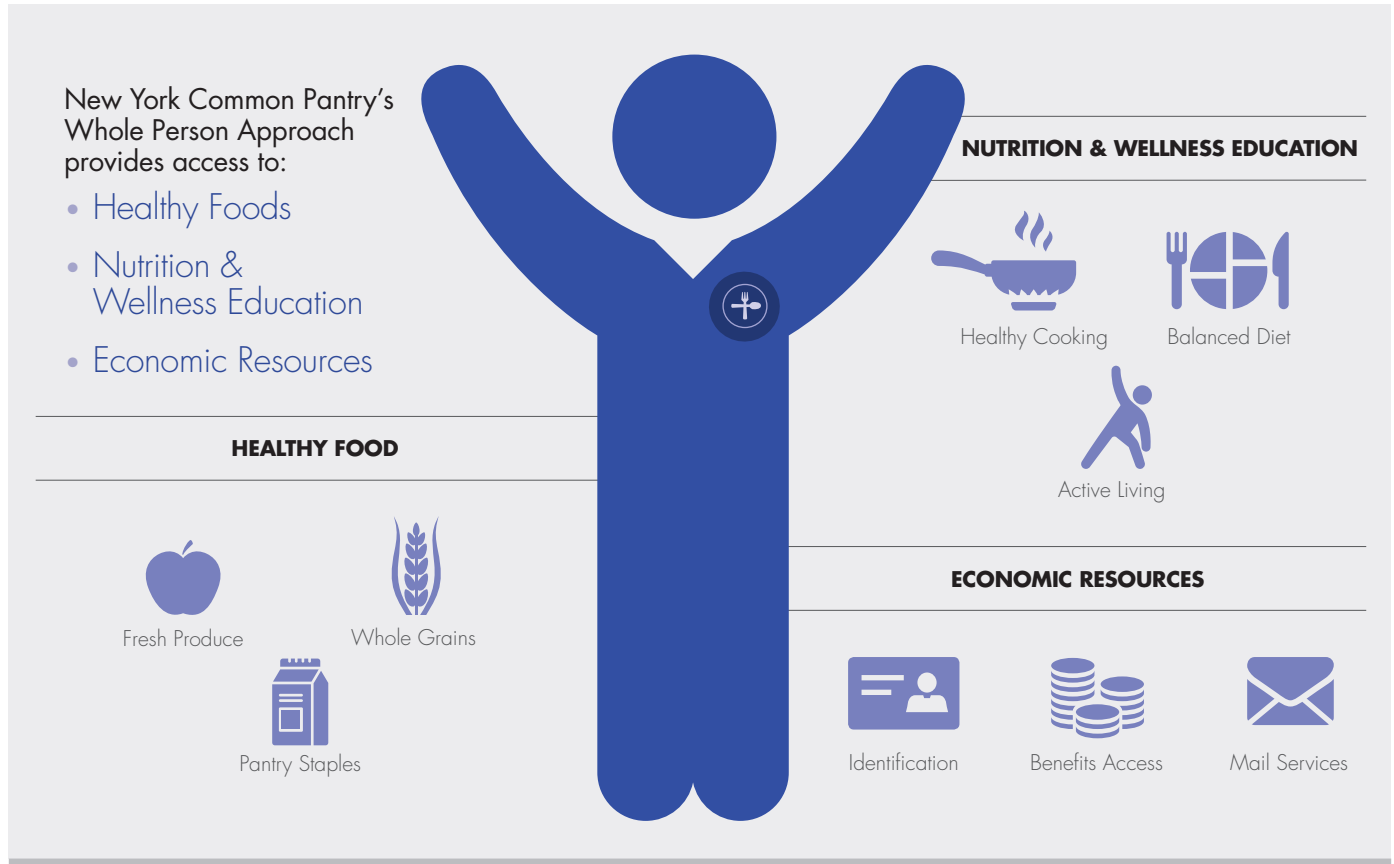 New York Common Pantry's
Whole Person Approach
provides access to:
• Healthy Foods
• Nutrition &
Wellness Education
• Economic Resources
HEALTHY FOOD
Fresh Produce
Whole Grains
Pantry Staples
NUTRITION & WELLNESS EDUCATION
Healthy Cooking
Balanced Diet
Active Living
ECONOMIC RESOURCES
Identification
Benefits Access
Mail Services